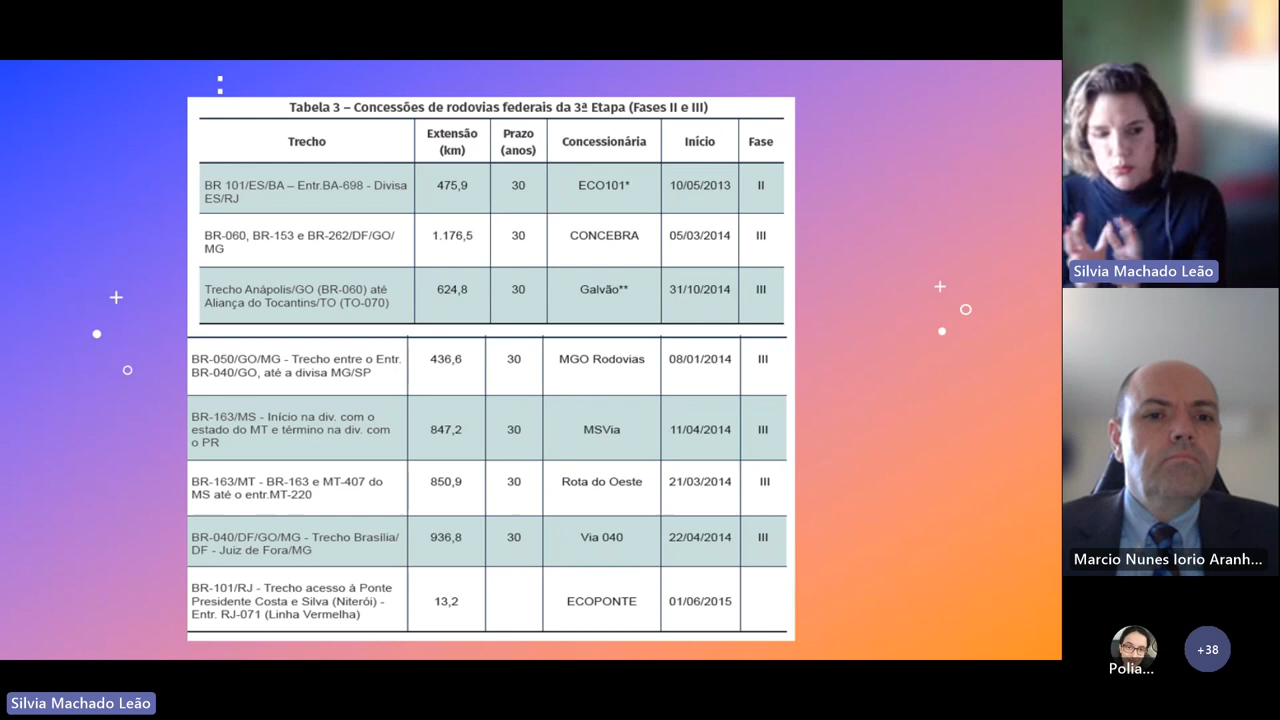 Tabela 3 – Concessões de rodovias federais da 3ª Etapa (Fases II e III)
Trecho
Extensão
(km)
Prazo
(anos)
Concessionária
Início
Fase
BR 101/ES/BA – Entr.BA-698 - Divisa
ES/RJ
475,9
30
ECO101*
10/05/2013
II
BR-060, BR-153 e BR-262/DF/GO/
MG
1.176,5
30
CONCEBRA
05/03/2014
III
Trecho Anápolis/GO (BR-060) até
Aliança do Tocantins/TO (TO-070)
624,8
30
Galvão**
31/10/2014
III
BR-050/GO/MG - Trecho entre o Entr.
BR-040/GO, até a divisa MG/SP
436,6
30
MGO Rodovias
08/01/2014
III
BR-163/MS - Início na div. com o
estado do MT e término na div. com
o PR
847,2
30
MSVia
11/04/2014
III
BR-163/MT - BR-163 e MT-407 do
MS até o entr.MT-220
850,9
30
Rota do Oeste
21/03/2014
III
BR-040/DF/GO/MG - Trecho Brasília/
DF - Juiz de Fora/MG
936,8
30
Via 040
22/04/2014
III
BR-101/RJ - Trecho acesso à Ponte
Presidente Costa e Silva (Niterói) -
Entr. RJ-071 (Linha Vermelha)
13,2
ECOPONTE
01/06/2015
Silvia Machado Leão
Marcio Nunes Iorio Aranh...
Polia...
+38
Silvia Machado Leão